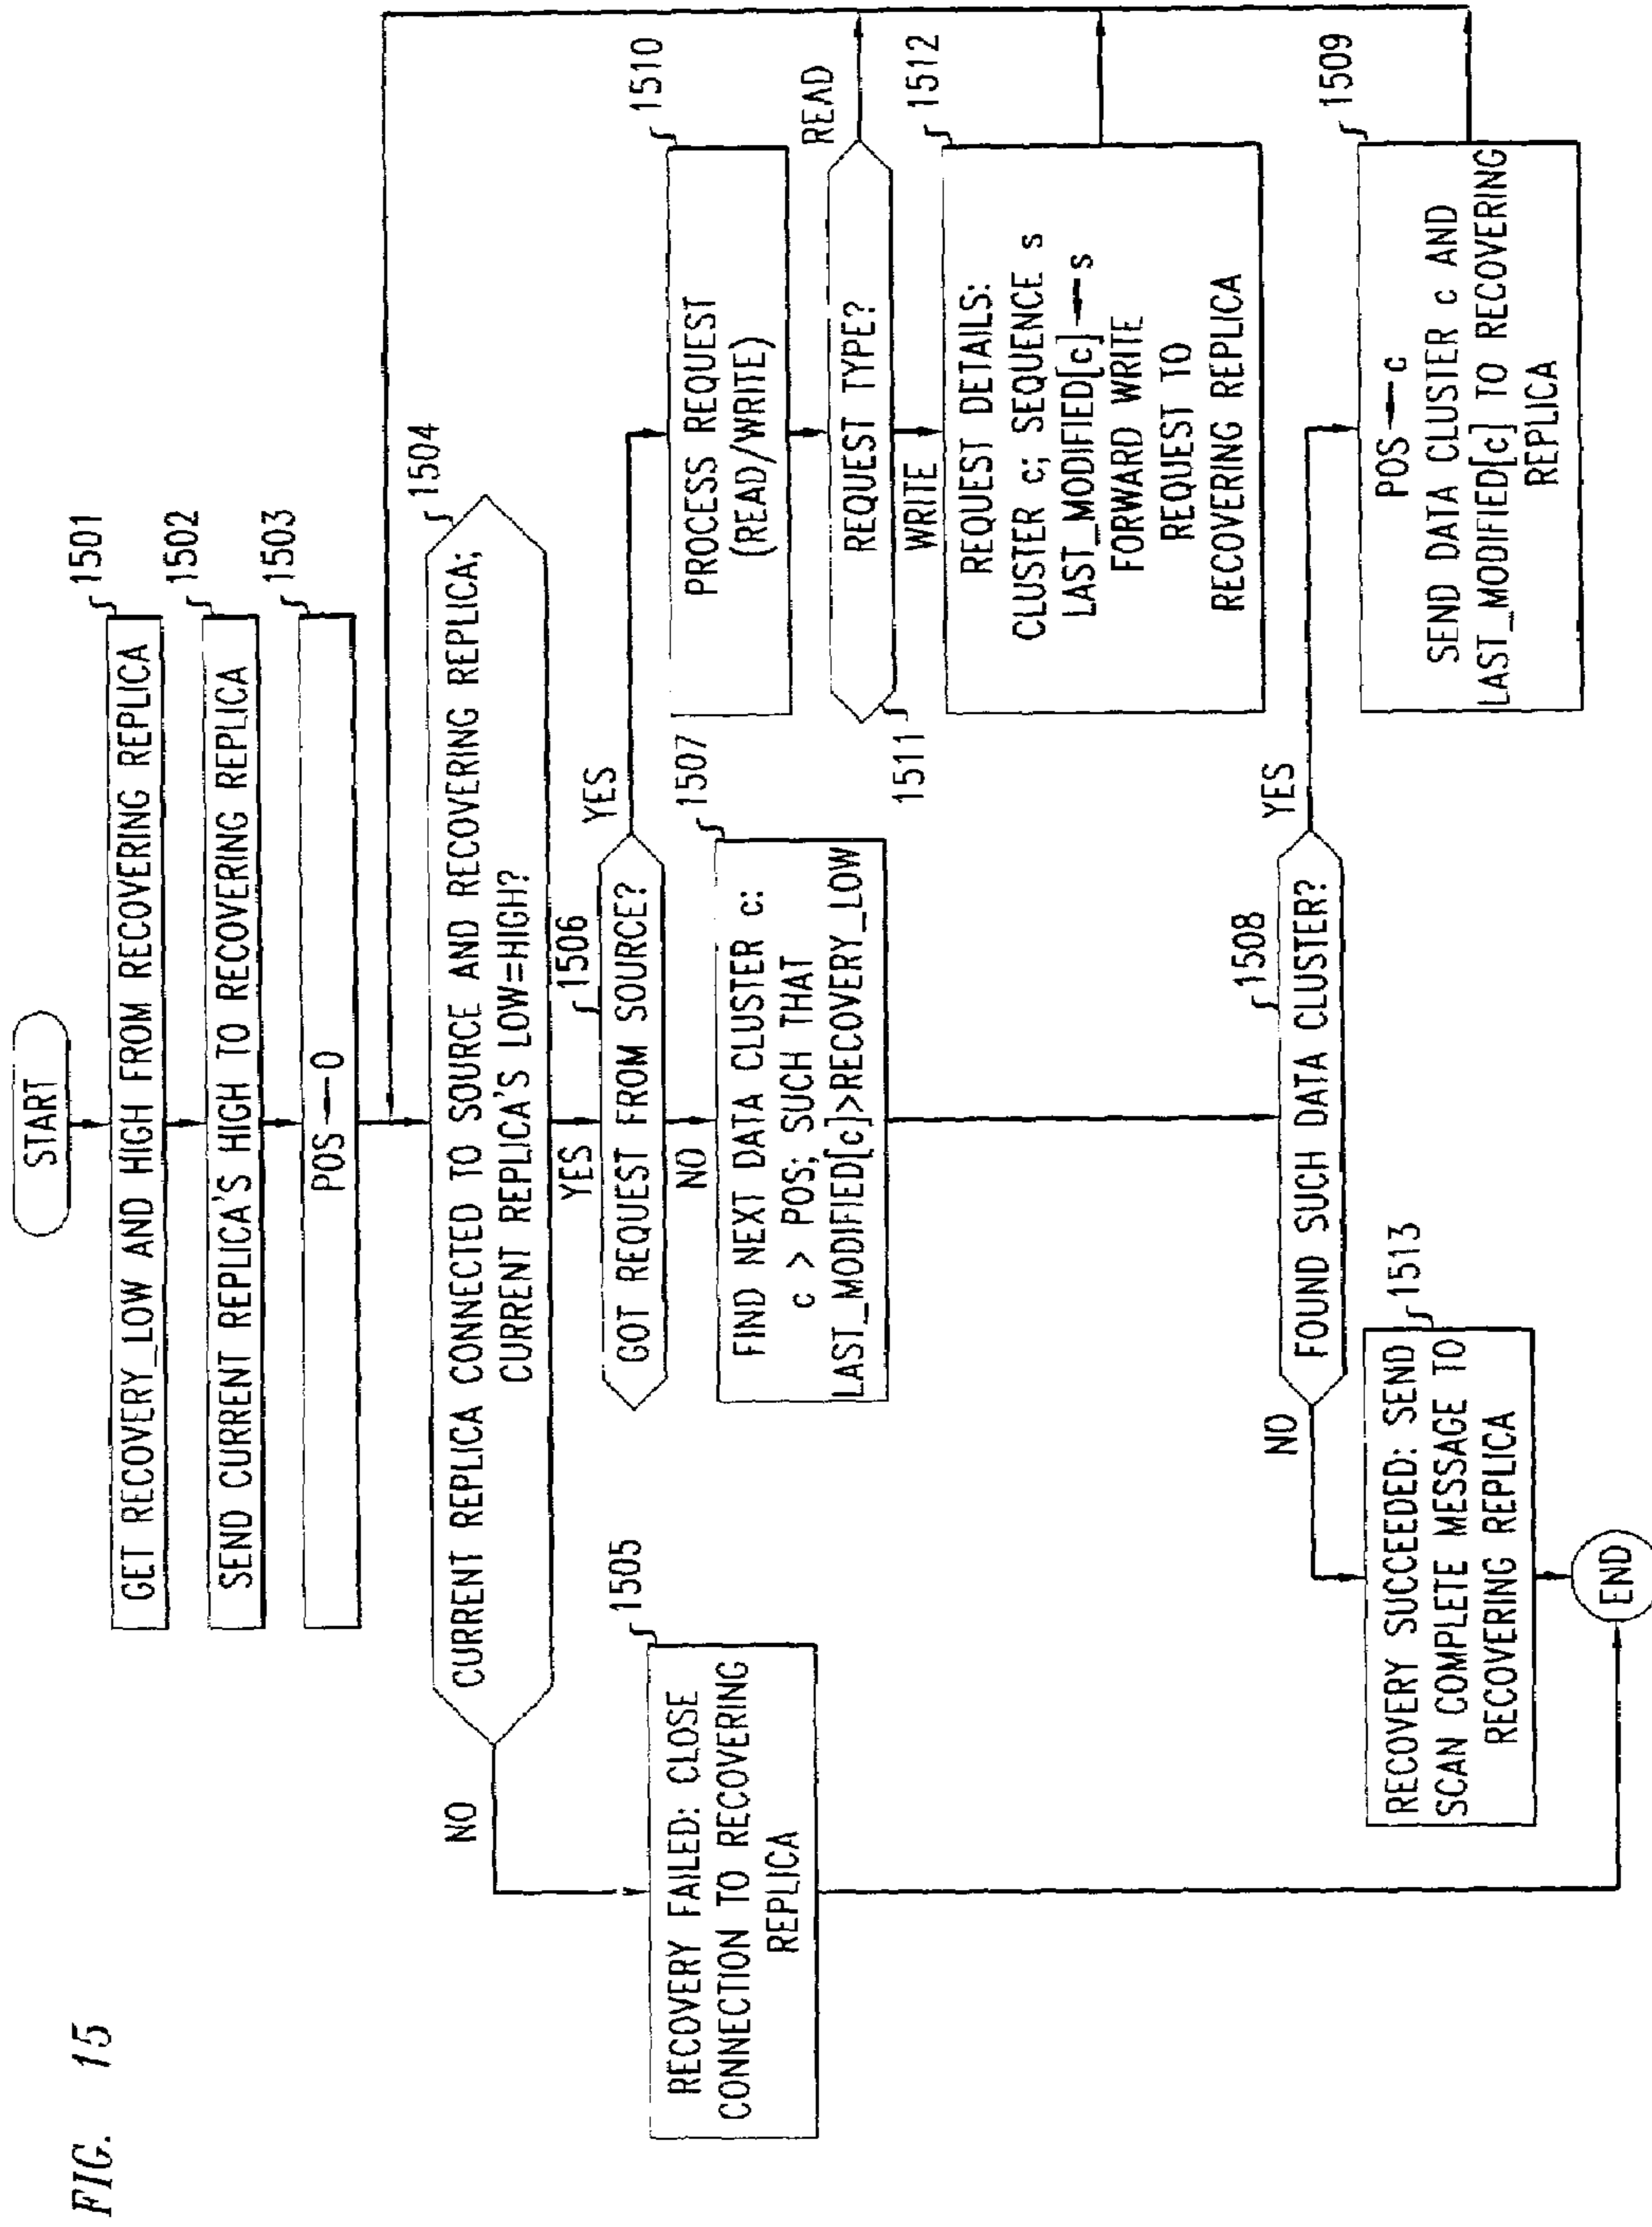 FIG. 15
START
1501
GET RECOVERY_LOW AND HIGH FROM RECOVERING REPLICA
1502
SEND CURRENT REPLICA'S HIGH TO RECOVERING REPLICA
1503
POS ← 0
1504
CURRENT REPLICA CONNECTED TO SOURCE AND RECOVERING REPLICA;
CURRENT REPLICA'S LOW=HIGH?
NO
YES
1505
RECOVERY FAILED: CLOSE
CONNECTION TO RECOVERING
REPLICA
1506
GOT REQUEST FROM SOURCE?
YES
NO
1507
FIND NEXT DATA CLUSTER c:
c > POS; SUCH THAT
LAST_MODIFIED[c]>RECOVERY_LOW
1510
PROCESS REQUEST
(READ/WRITE)
REQUEST TYPE?
READ
1511
WRITE
1512
REQUEST DETAILS:
CLUSTER c; SEQUENCE s
LAST_MODIFIED[c] ← s
FORWARD WRITE
REQUEST TO
RECOVERING REPLICA
1508
FOUND SUCH DATA CLUSTER?
NO
YES
1513
RECOVERY SUCCEEDED: SEND
SCAN COMPLETE MESSAGE TO
RECOVERING REPLICA
1509
POS ← c
SEND DATA CLUSTER c AND
LAST_MODIFIED[c] TO RECOVERING
REPLICA
END